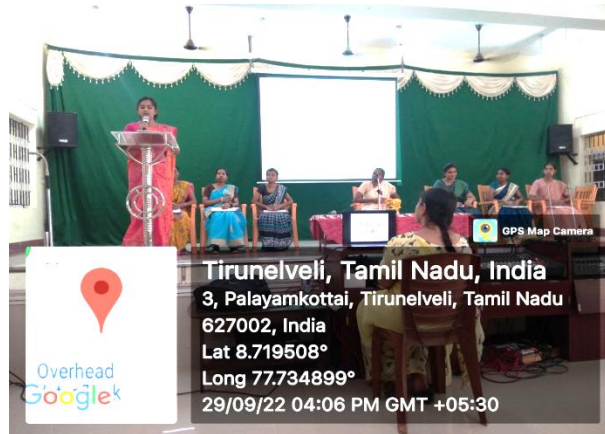 GPS Map Camera
Tirunelveli, Tamil Nadu, India
3, Palayamkottai, Tirunelveli, Tamil Nadu
627002, India
Lat 8.719508°
Long 77.734899°
29/09/22 04:06 PM GMT +05:30
Overhead
Google